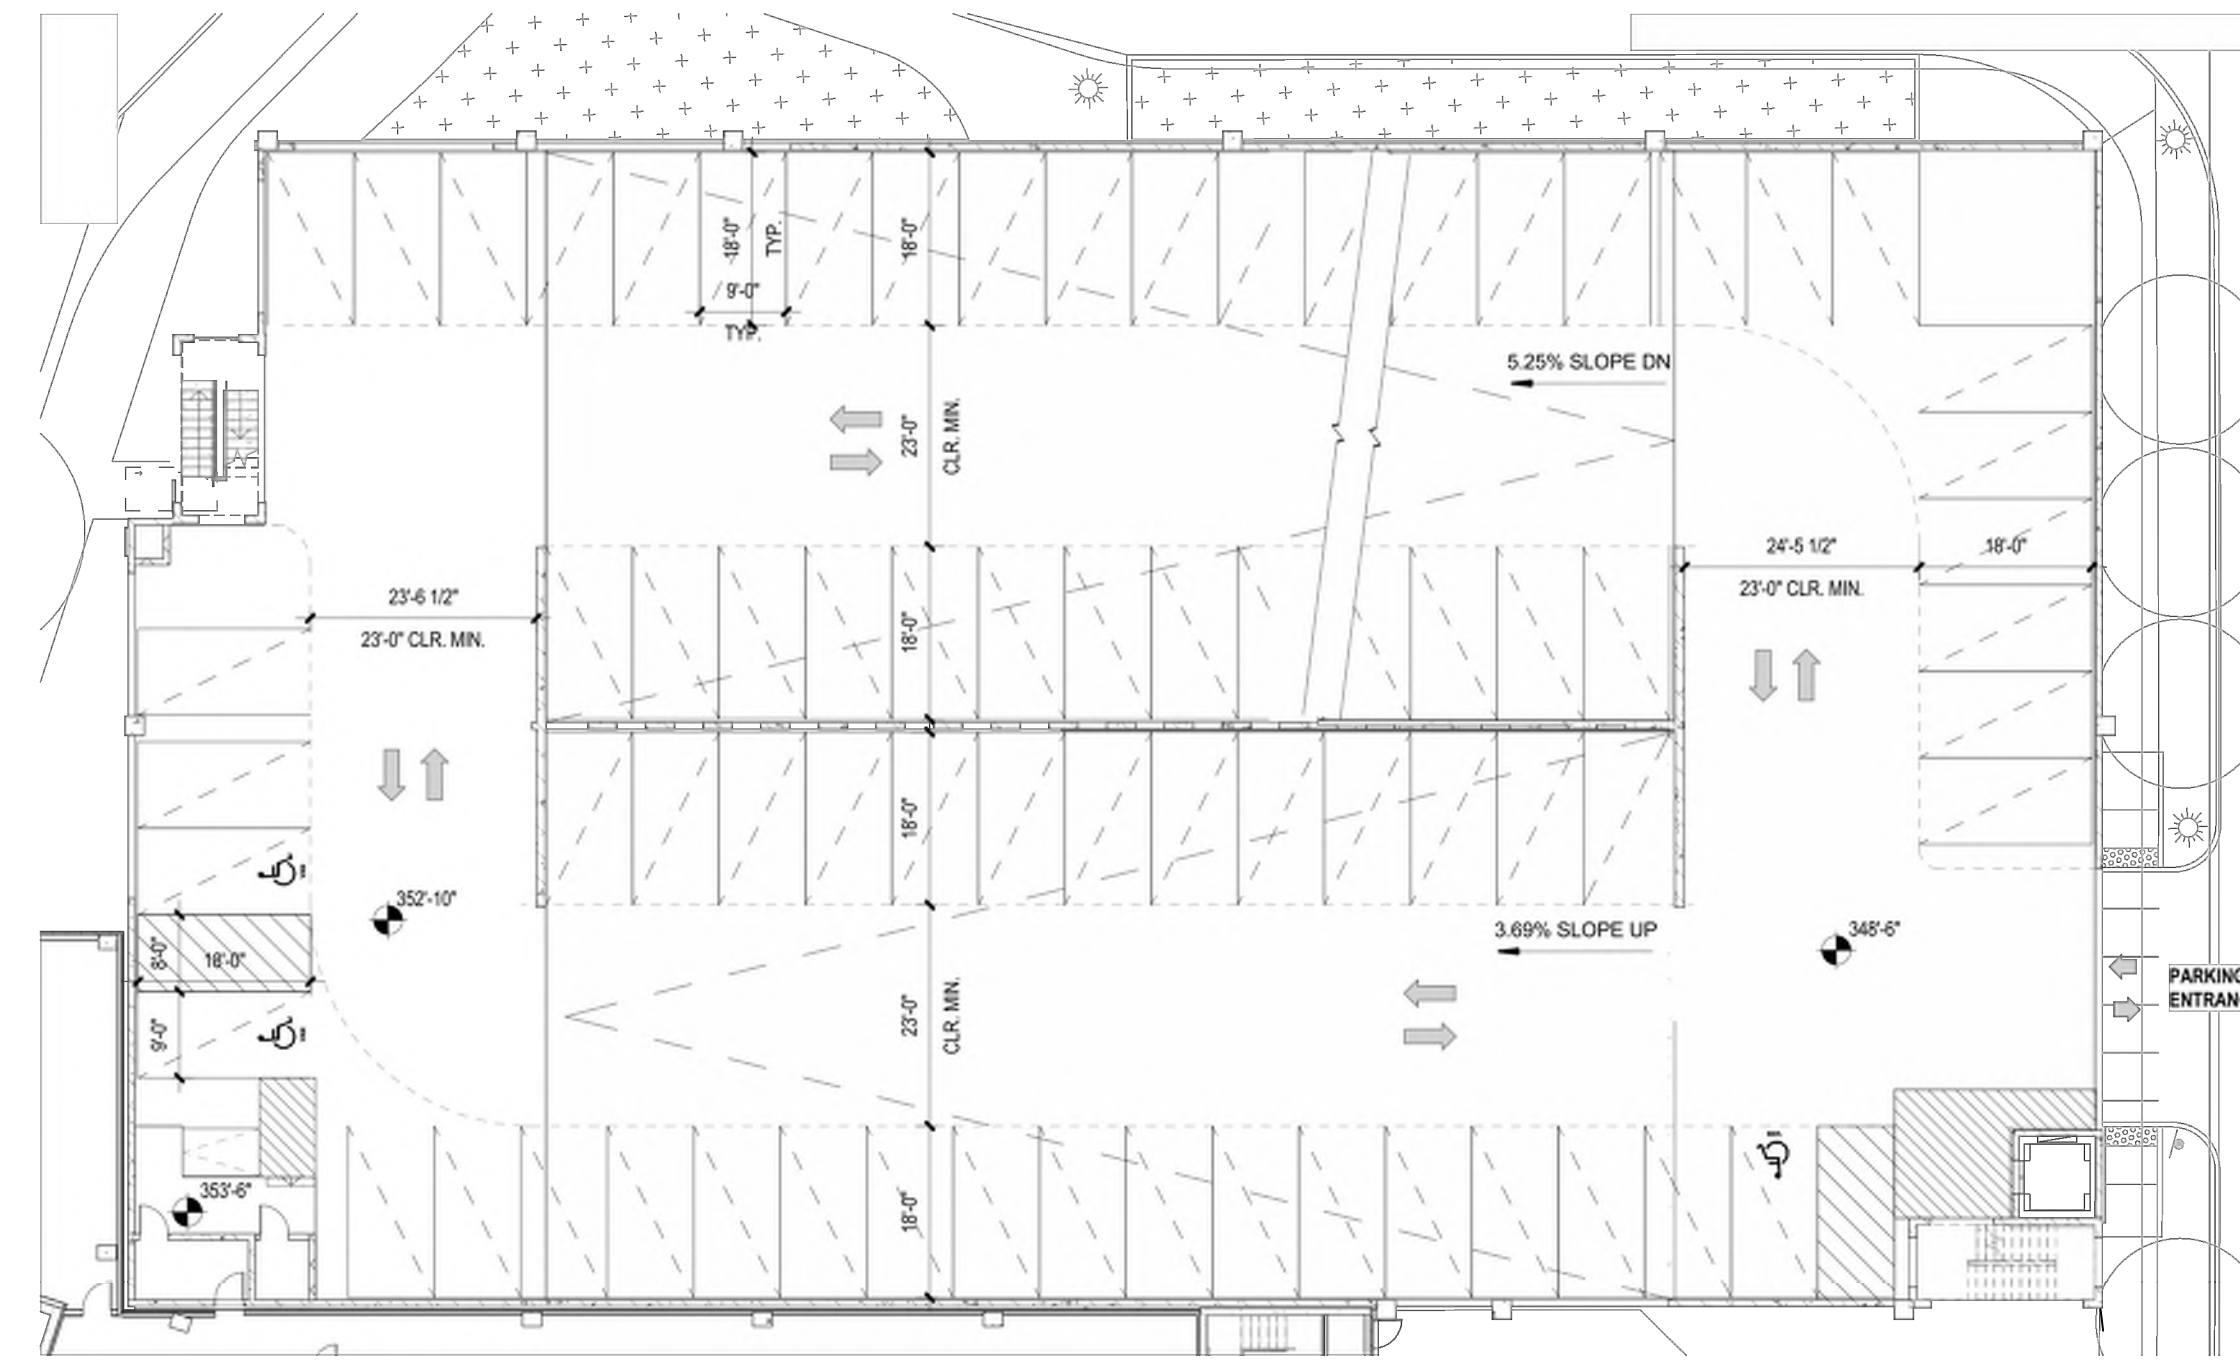 18'-0"
TYP.
9'-0"
TYP.
18'-0"
5.25% SLOPE DN
23'-0"
CLR. MIN.
24'-5 1/2"
18'-0"
23'-0" CLR. MIN.
23'-6 1/2"
23'-0" CLR. MIN.
18'-0"
18'-0"
352'-10"
3.69% SLOPE UP
348'-6"
8'-0"
18'-0"
PARKING
ENTRAN
23'-0"
CLR. MIN.
9'-0"
353'-6"
18'-0"